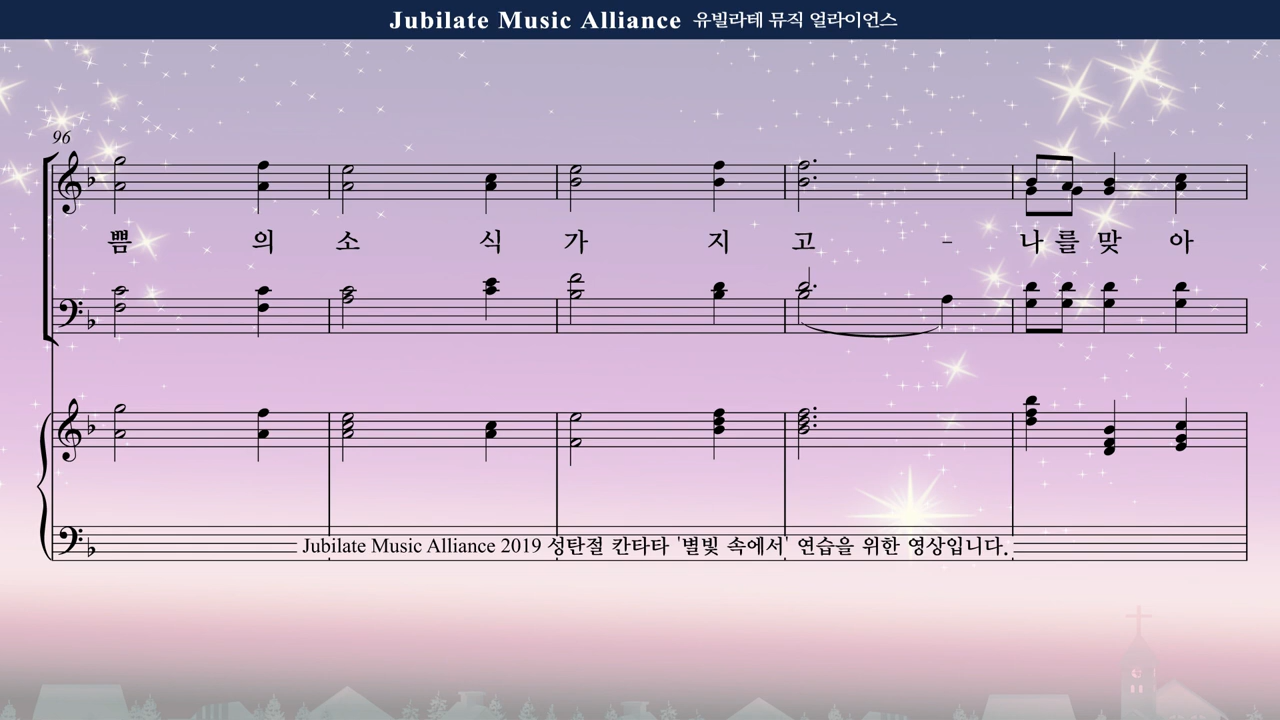 Jubilate Music Alliance 유빌라테 뮤직 얼라이언스
96
쁨 의 소 식 가 지 고 - 나 를 맞 아
Jubilate Music Alliance 2019 성탄절 칸타타 '별빛 속에서' 연습을 위한 영상입니다.